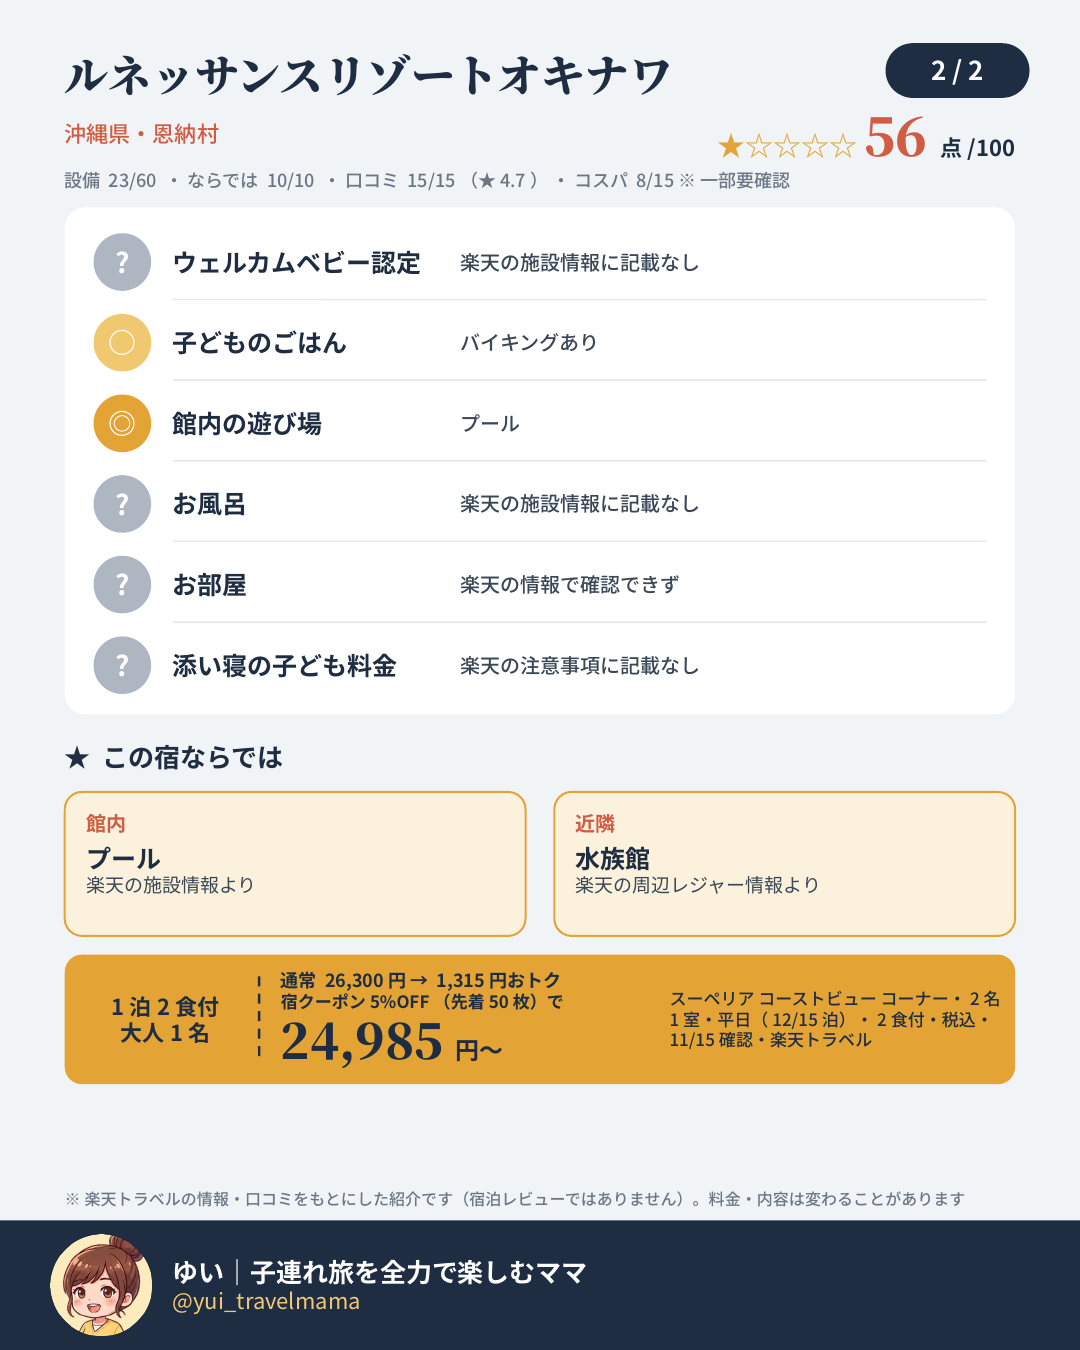 ルネッサンスリゾートオキナワ
2 / 2
沖縄県・恩納村
★☆☆☆☆ 56 点 /100
設備 23/60 ・ならでは 10/10 ・口コミ 15/15 （★ 4.7 ） ・コスパ 8/15 ※ 一部要確認
? ウェルカムベビー認定 楽天の施設情報に記載なし
○ 子どものごはん バイキングあり
◎ 館内の遊び場 プール
? お風呂 楽天の施設情報に記載なし
? お部屋 楽天の情報で確認できず
? 添い寝の子ども料金 楽天の注意事項に記載なし
★ この宿ならでは
館内
プール
楽天の施設情報より
近隣
水族館
楽天の周辺レジャー情報より
1 泊 2 食付
大人 1 名
通常 26,300 円 → 1,315 円おトク
宿クーポン 5%OFF （先着 50 枚）で
24,985 円～
スーペリア コーストビュー コーナー・ 2 名
1 室・平日（ 12/15 泊）・ 2 食付・税込・
11/15 確認・楽天トラベル
※ 楽天トラベルの情報・口コミをもとにした紹介です（宿泊レビューではありません）。料金・内容は変わることがあります
ゆい｜子連れ旅を全力で楽しむママ
@yui_travelmama